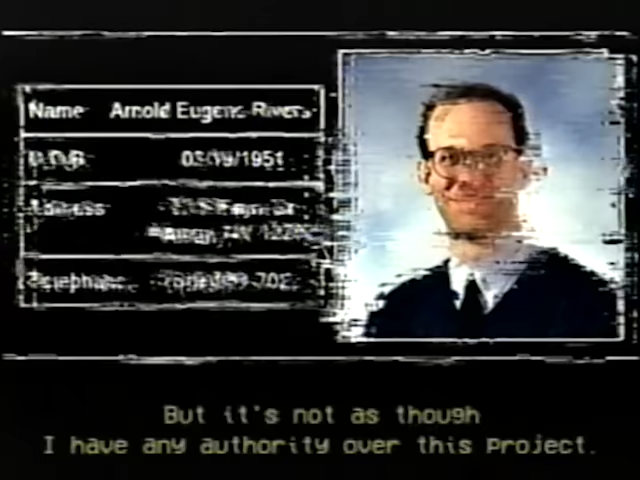 Name Arnold Eugene Rivers
D.O.B 03/19/1951
Address
Telephone
But it's not as though
I have any authority over this project.